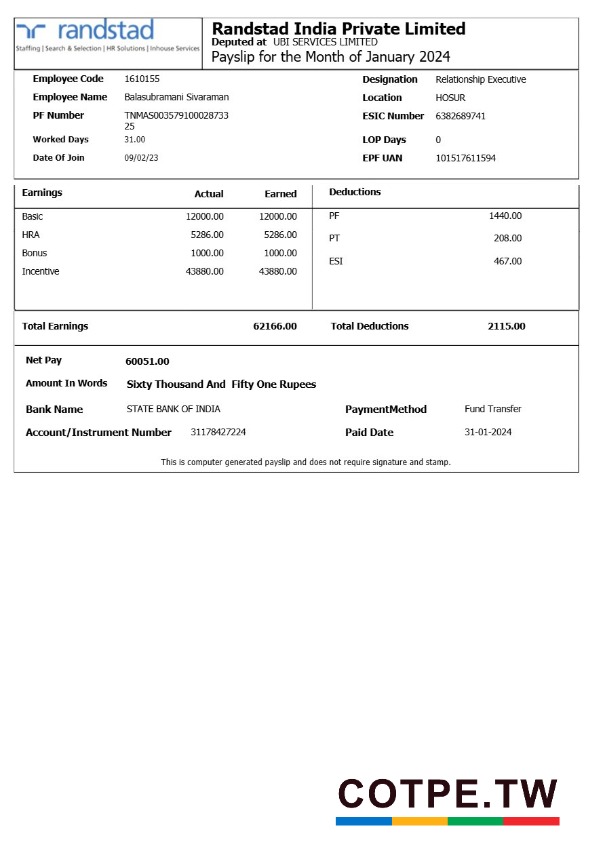 randstad
Staffing | Search & Selection | HR Solutions | Inhouse Services
Randstad India Private Limited
Deputed at UBI SERVICES LIMITED
Payslip for the Month of January 2024
Employee Code 1610155 Designation Relationship Executive
Employee Name Balasubramani Sivaraman Location HOSUR
PF Number TNMAS003579100028733 ESIC Number 6382689741
25
Worked Days 31.00 LOP Days 0
Date Of Join 09/02/23 EPF UAN 101517611594
Earnings Actual Earned Deductions
Basic 12000.00 12000.00 PF 1440.00
HRA 5286.00 5286.00 PT 208.00
Bonus 1000.00 1000.00 ESI 467.00
Incentive 43880.00 43880.00
Total Earnings 62166.00 Total Deductions 2115.00
Net Pay 60051.00
Amount In Words Sixty Thousand And Fifty One Rupees
Bank Name STATE BANK OF INDIA PaymentMethod Fund Transfer
Account/Instrument Number 31178427224 Paid Date 31-01-2024
This is computer generated payslip and does not require signature and stamp.
COTPE.TW